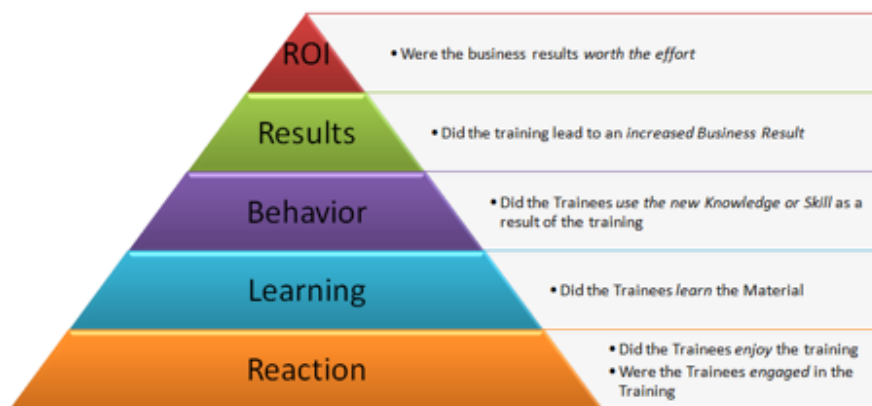 ROI
• Were the business results worth the effort
Results
• Did the training lead to an increased Business Result
Behavior
• Did the Trainees use the new Knowledge or Skill as a
result of the training
Learning
• Did the Trainees learn the Material
Reaction
• Did the Trainees enjoy the training
• Were the Trainees engaged in the
Training